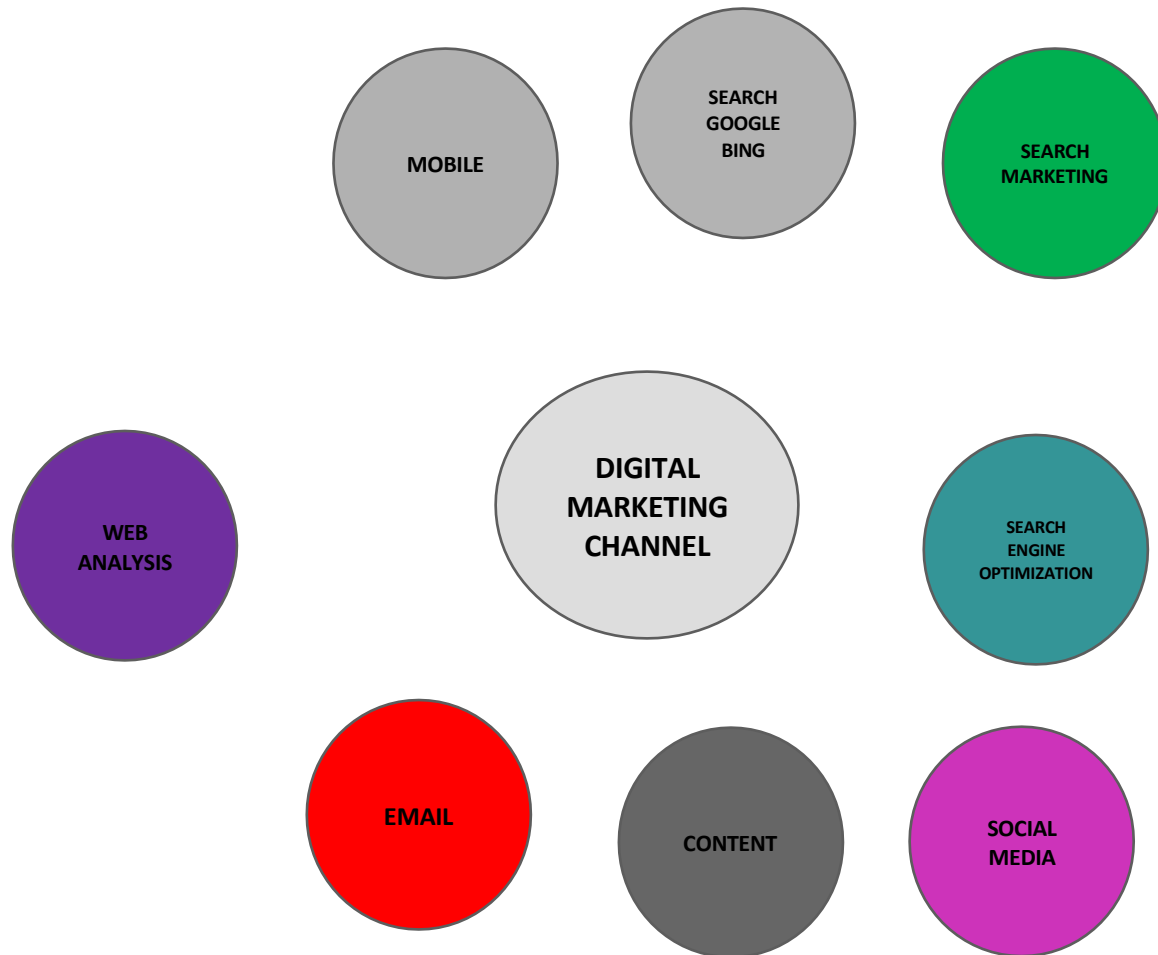 MOBILE
SEARCH
GOOGLE
BING
SEARCH
MARKETING
DIGITAL
MARKETING
CHANNEL
WEB
ANALYSIS
SEARCH
ENGINE
OPTIMIZATION
EMAIL
CONTENT
SOCIAL
MEDIA